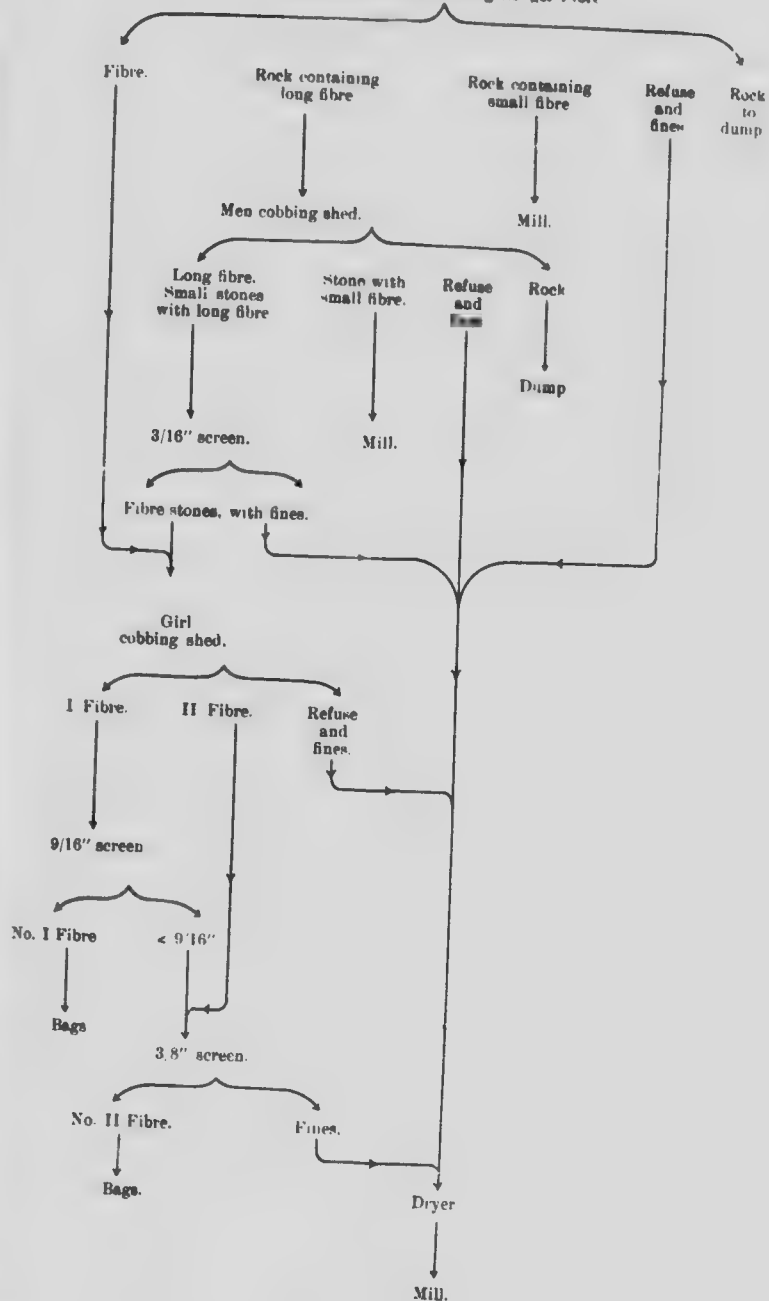 Fibre.
Rock containing
long fibre
Rock containing
small fibre
Refuse
and
fines
Rock
to
dump
Men cobbing shed.
Mill.
Long fibre.
Small stones
with long fibre
Stone with
small fibre.
Refuse
and
Rock
Dump
3/16" screen.
Mill.
Fibre stones, with fines.
Girl
cobbing shed.
I Fibre.
II Fibre.
Refuse
and
fines.
9/16" screen
No. I Fibre
< 9/16"
Bags
3/8" screen.
No. II Fibre.
Fines.
Bags.
Dryer
Mill.